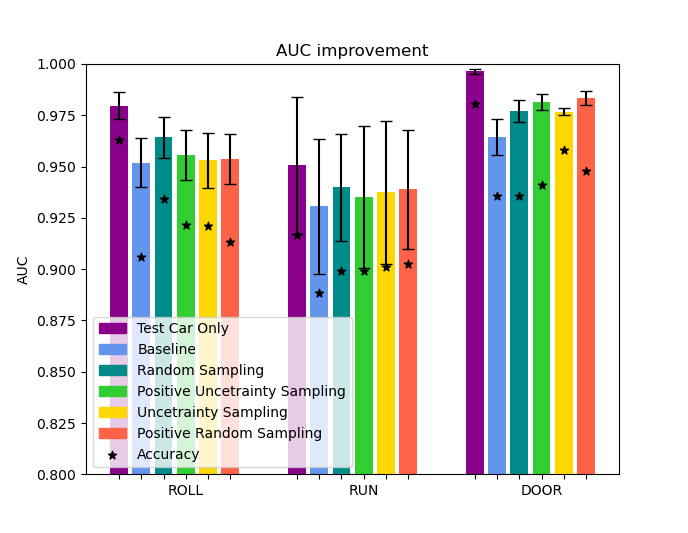 AUC improvement
AUC
1.000
0.975
0.950
0.925
0.900
0.875
0.850
0.825
0.800
Test Car Only
Baseline
Random Sampling
Positive Uncetrainty Sampling
Uncetrainty Sampling
Positive Random Sampling
Accuracy
ROLL
RUN
DOOR